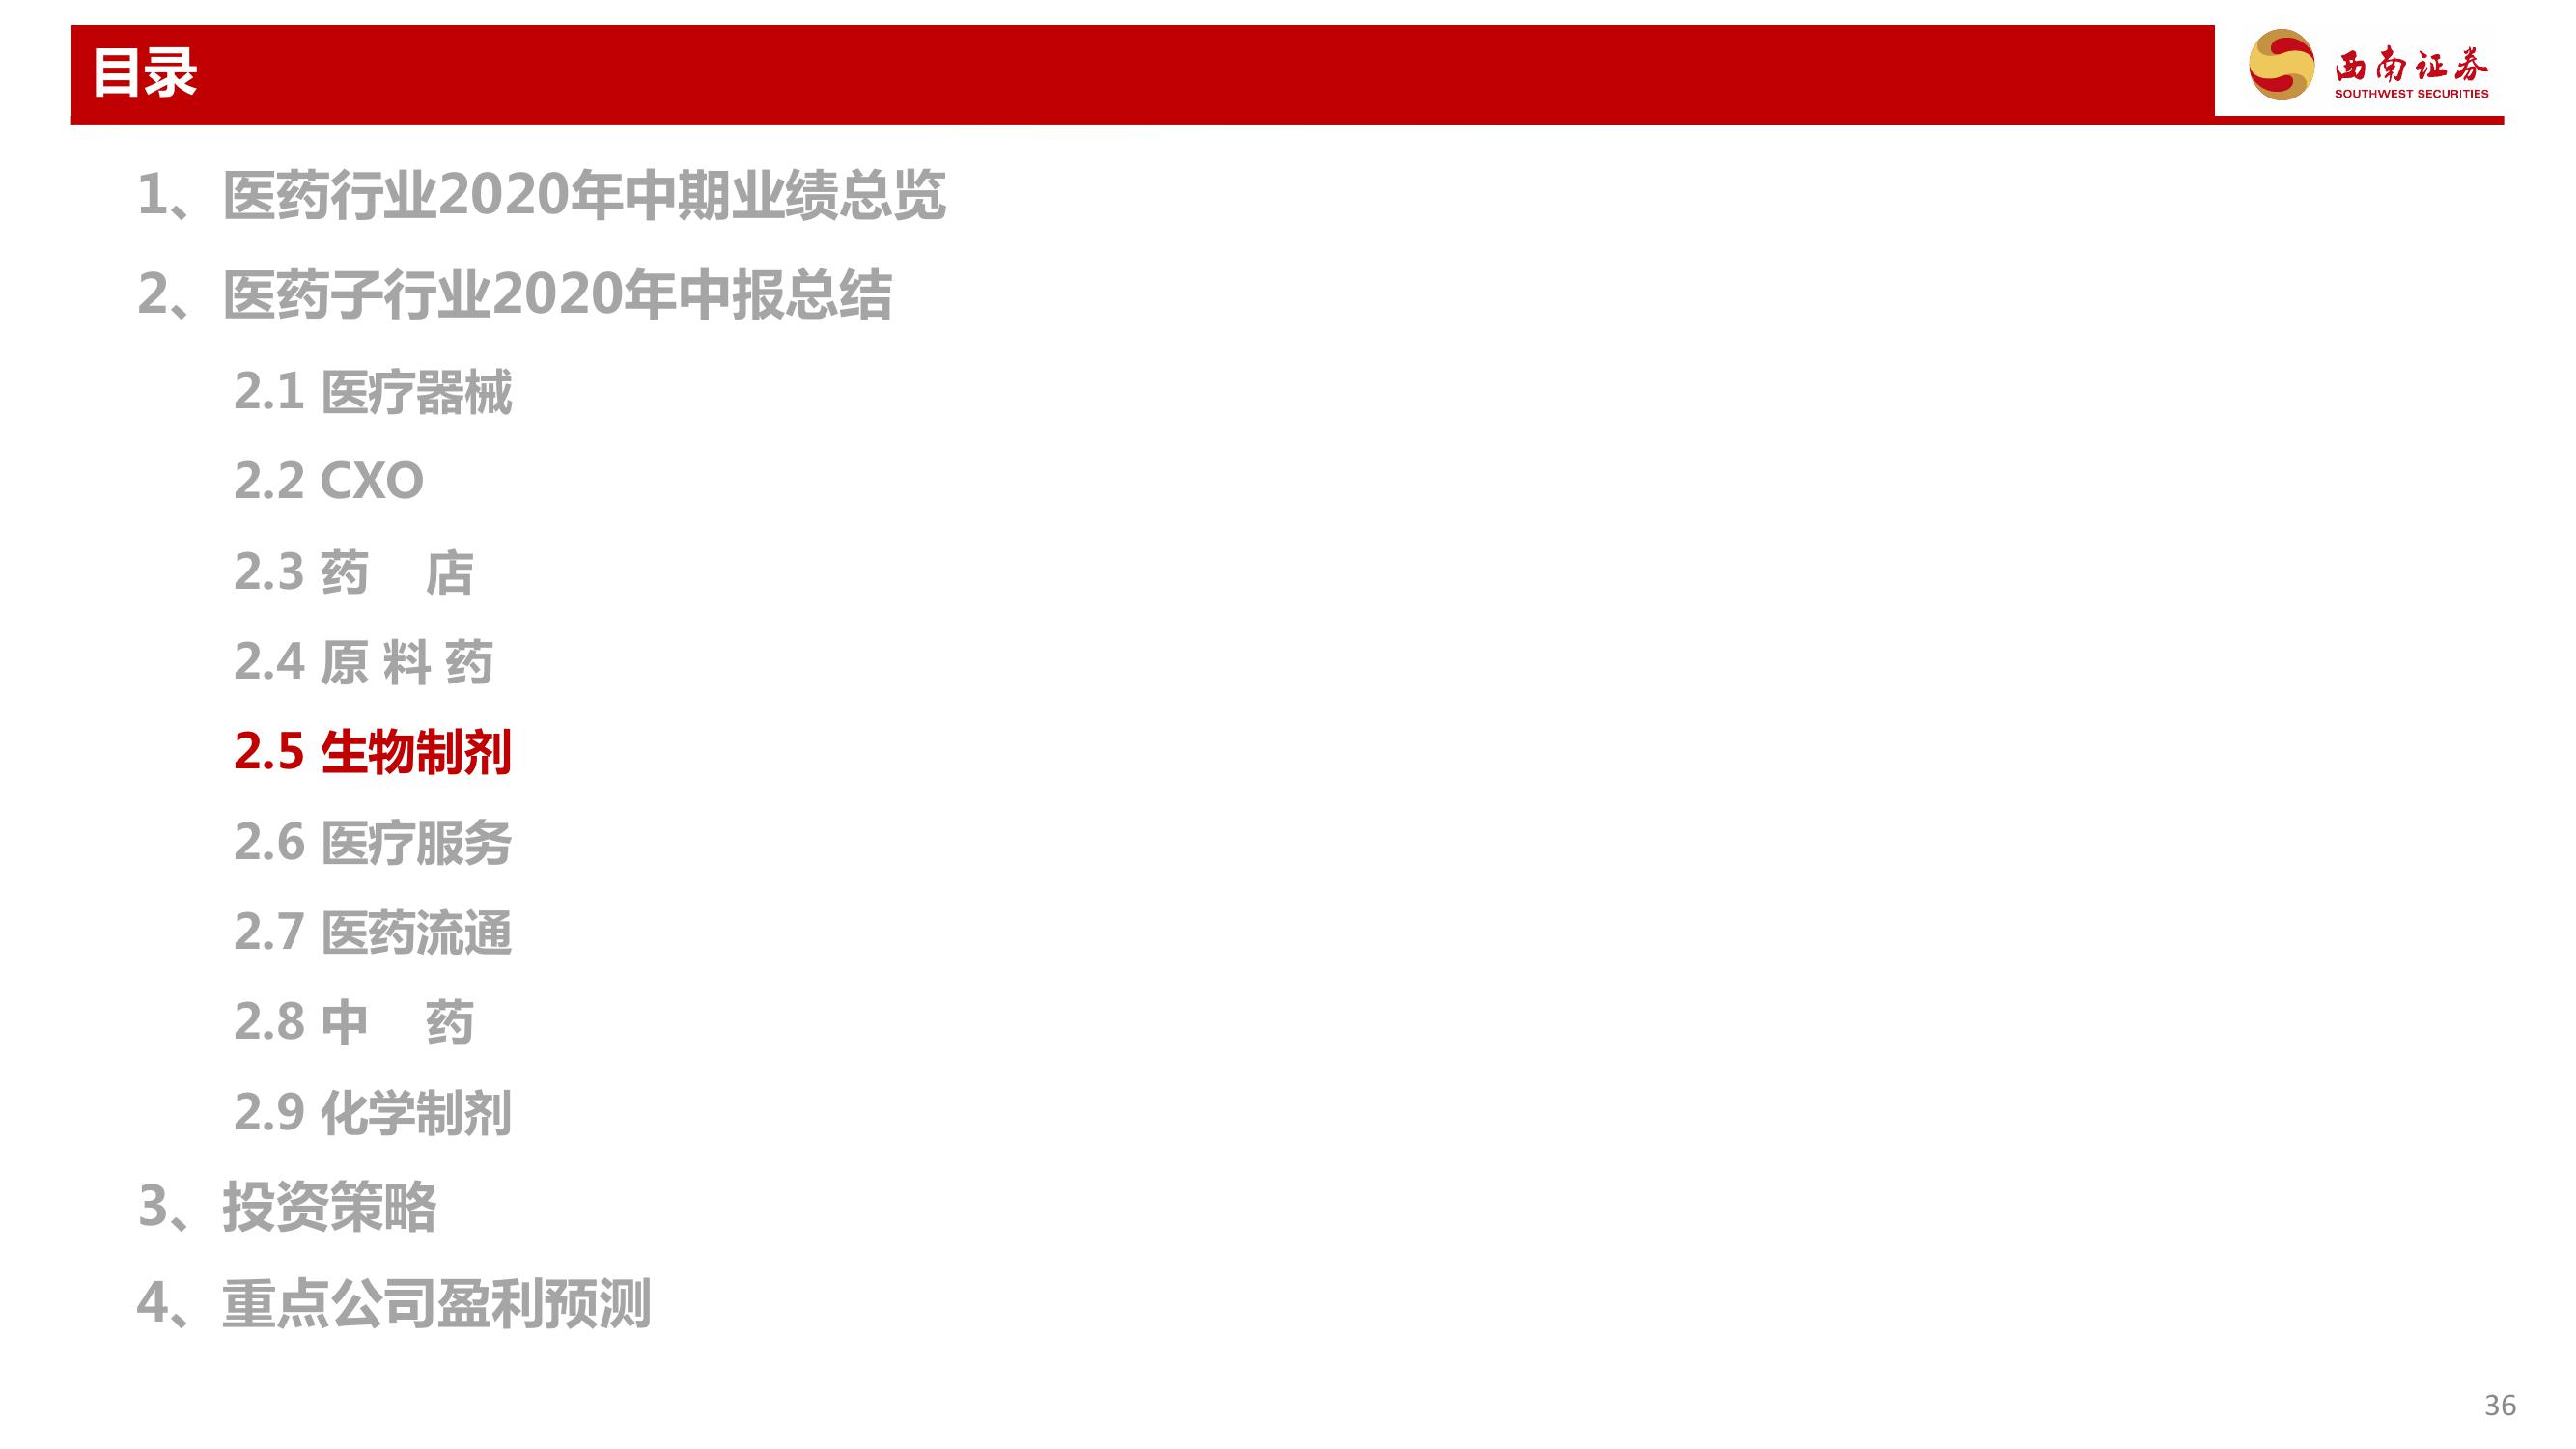 目录
西南证券
SOUTHWEST SECURITIES
1、医药行业2020年中期业绩总览
2、医药子行业2020年中报总结
2.1 医疗器械
2.2 CXO
2.3 药 店
2.4 原 料 药
2.5 生物制剂
2.6 医疗服务
2.7 医药流通
2.8 中 药
2.9 化学制剂
3、投资策略
4、重点公司盈利预测
36